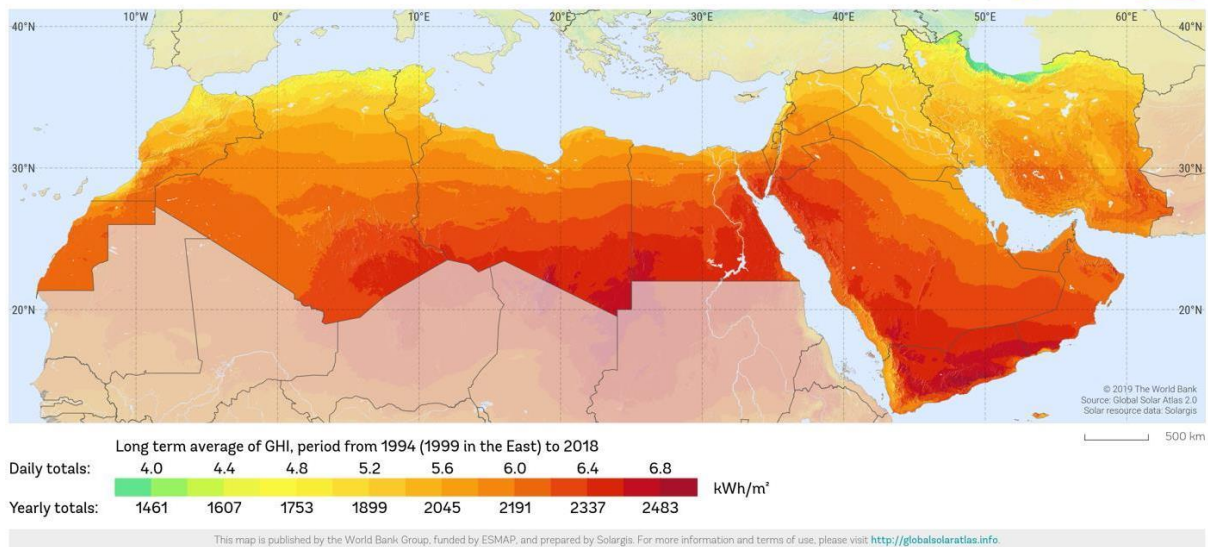 10°W 0° 10°E 20°E 30°E 40°E 50°E 60°E
40°N 40°N
30°N 30°N
20°N 20°N
© 2019 The World Bank
Source: Global Solar Atlas 2.0
Solar resource data: Solargis
500 km
Long term average of GHI, period from 1994 (1999 in the East) to 2018
Daily totals: 4.0 4.4 4.8 5.2 5.6 6.0 6.4 6.8
kWh/m²
Yearly totals: 1461 1607 1753 1899 2045 2191 2337 2483
This map is published by the World Bank Group, funded by ESMAP, and prepared by Solargis. For more information and terms of use, please visit http://globalsolaratlas.info.